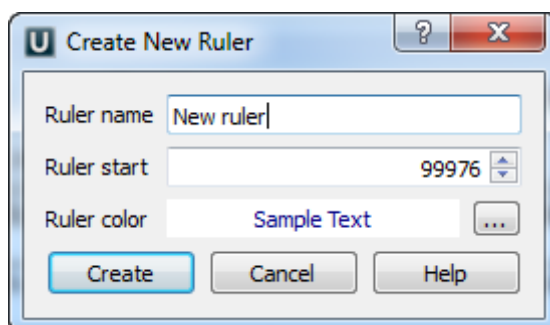 U Create New Ruler ?
Ruler name New ruler
Ruler start 99976
Ruler color Sample Text ...
Create Cancel Help